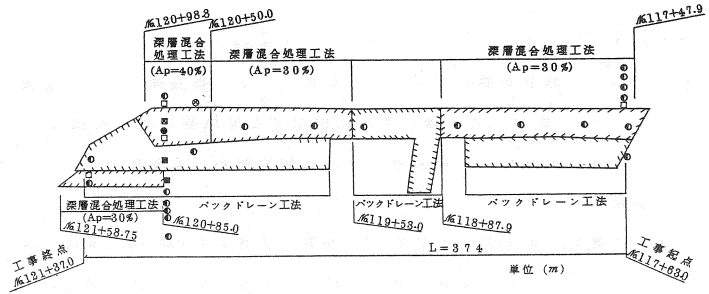 №120+98.8
№120+50.0
№117+47.9
深層混合
処理工法
(Ap=40%)
深層混合処理工法
(Ap=30%)
深層混合処理工法
(Ap=30%)
深層混合処理工法
(Ap=30%)
№121+58.75
パックドレーン工法
№120+85.0
パックドレーン工法
№119+53.0
パックドレーン工法
№118+87.9
工事終点
№121+37.0
L=374
単位 (m)
工事起点
№117+63.0